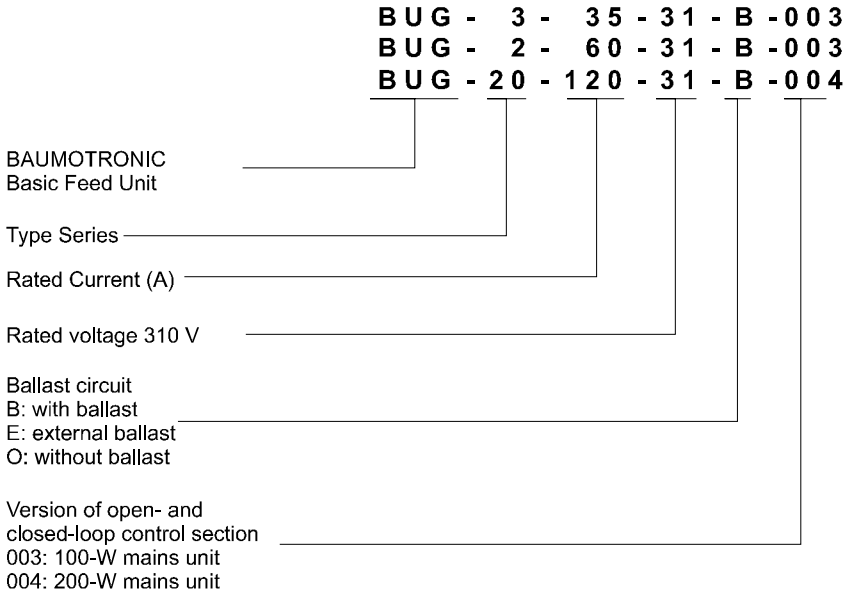 BUG - 3 - 35 - 31 - B - 003
BUG - 2 - 60 - 31 - B - 003
BUG - 20 - 120 - 31 - B - 004
BAUMOTRONIC
Basic Feed Unit
Type Series
Rated Current (A)
Rated voltage 310 V
Ballast circuit
B: with ballast
E: external ballast
O: without ballast
Version of open- and
closed-loop control section
003: 100-W mains unit
004: 200-W mains unit